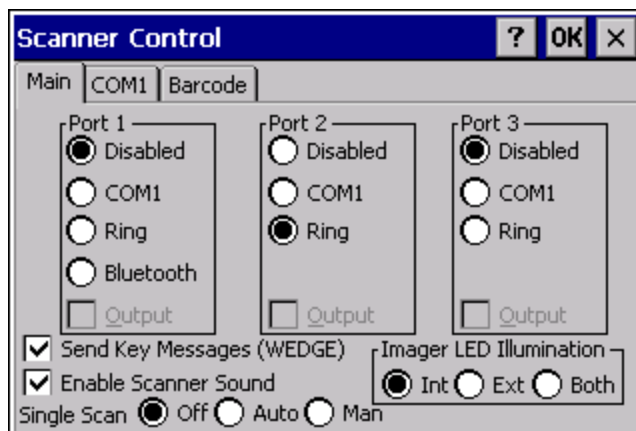 Scanner Control ? OK ×
Main COM1 Barcode
Port 1 Port 2 Port 3
Disabled Disabled Disabled
COM1 COM1 COM1
Ring Ring Ring
Bluetooth
Output Output Output
Send Key Messages (WEDGE) Imager LED Illumination
Enable Scanner Sound Int Ext Both
Single Scan Off Auto Man